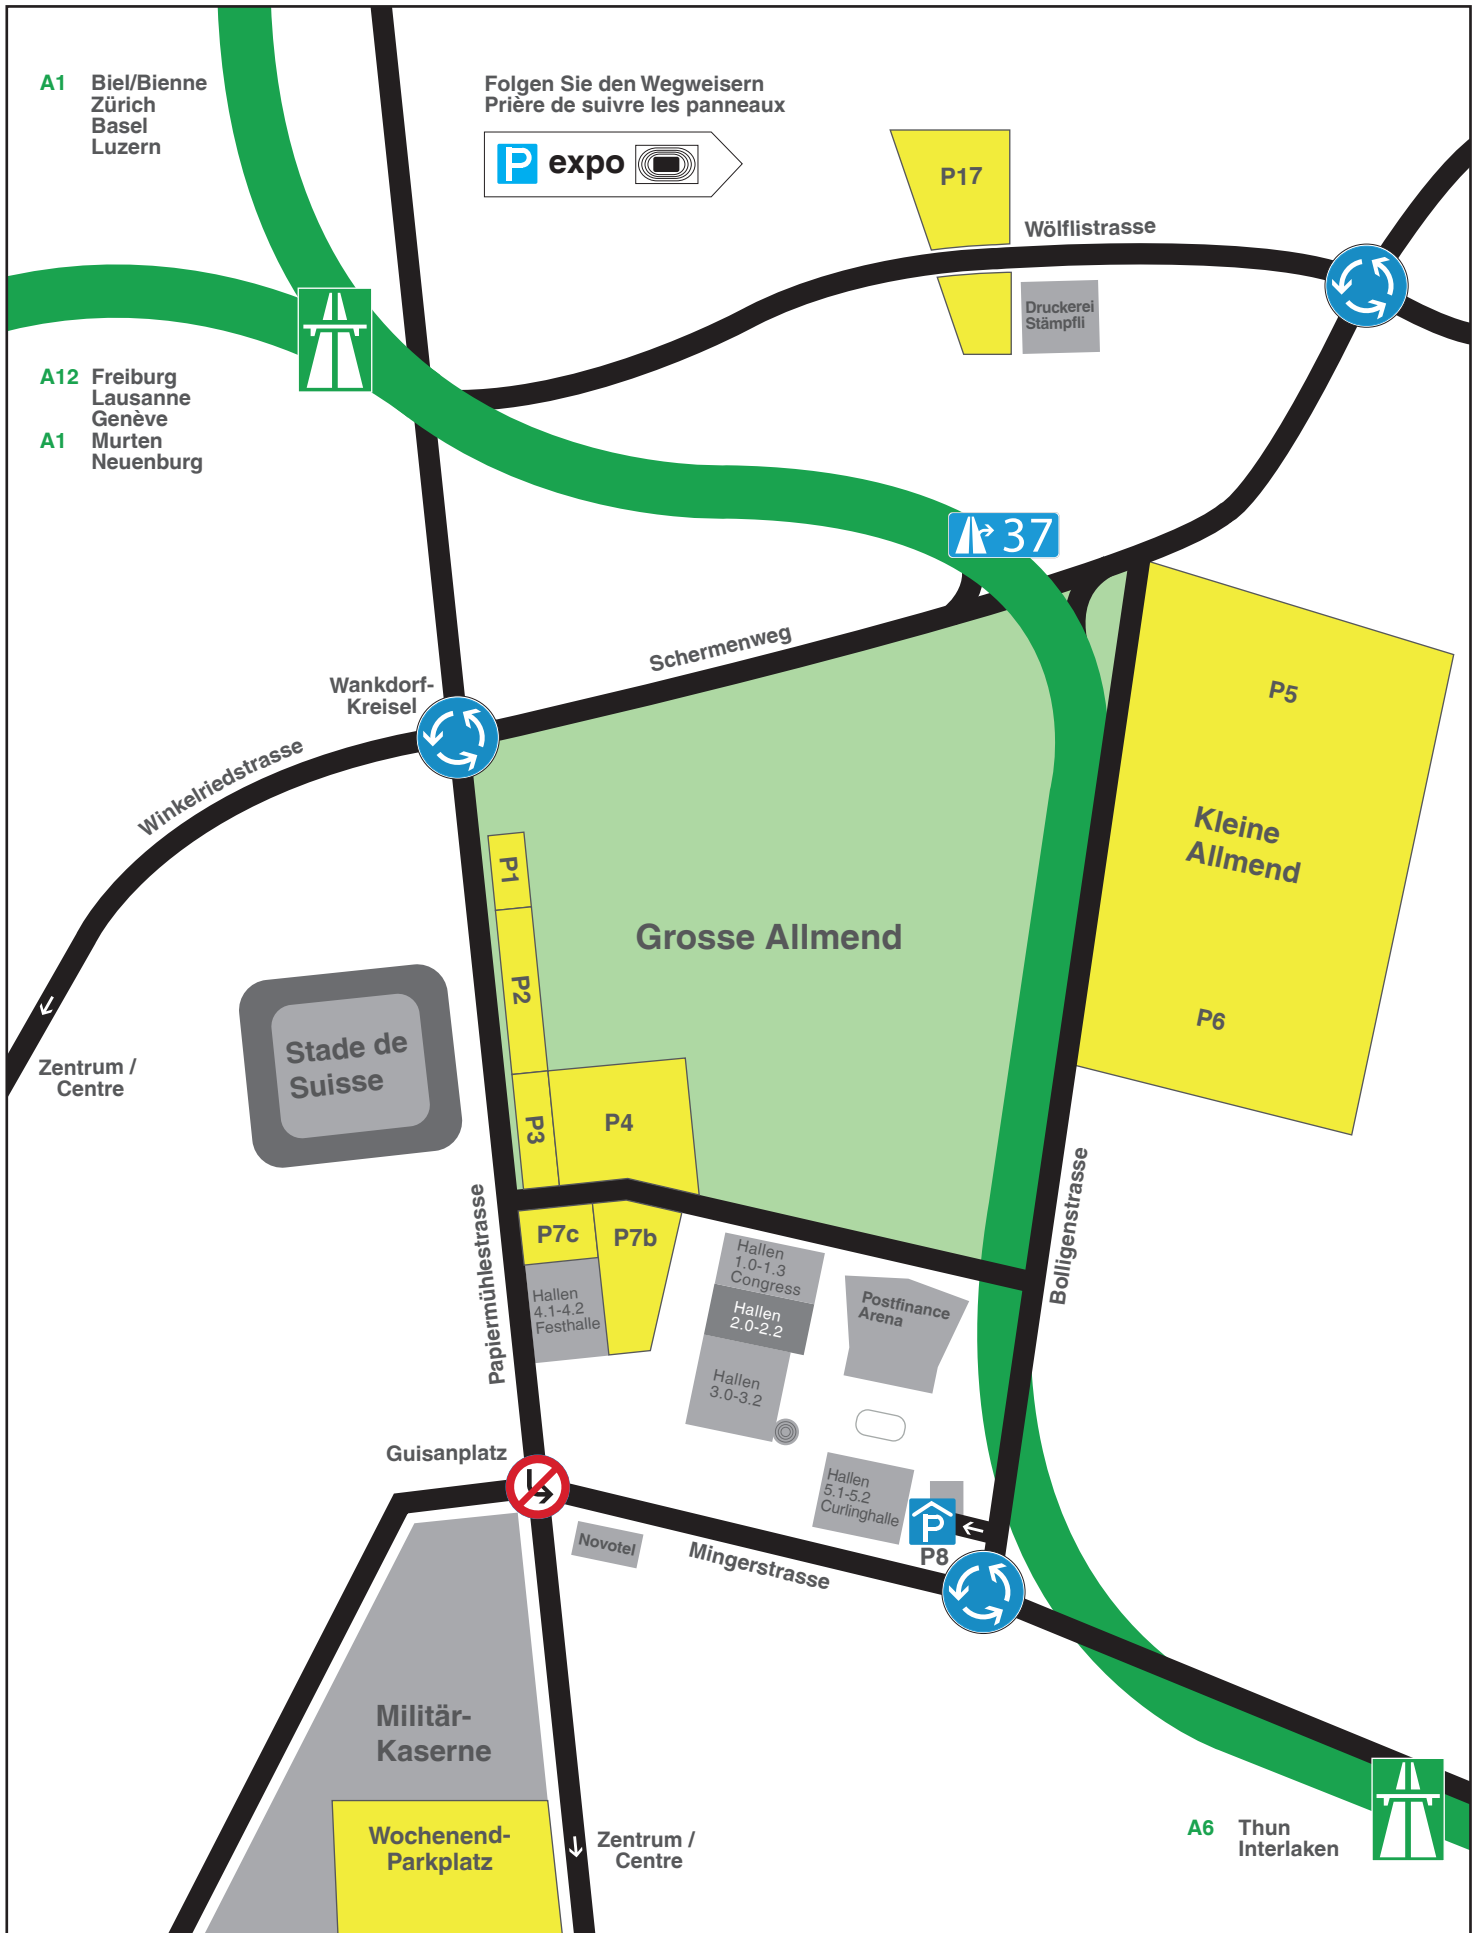 A1 Biel/Bienne
Zürich
Basel
Luzern
Folgen Sie den Wegweisern
Prière de suivre les panneaux
P expo
P17
Wölflistrasse
Druckerei
Stämpfli
A12 Freiburg
Lausanne
Genève
A1 Murten
Neuenburg
37
Schermenweg
Wankdorf-
Kreisel
Winkelriedstrasse
P5
Kleine
Allmend
P6
P1
P2
Grosse Allmend
Stade de
Suisse
Zentrum /
Centre
P3
P4
Papiermühlestrasse
Bolligenstrasse
P7c
P7b
Hallen
4.1-4.2
Festhalle
Hallen
1.0-1.3
Congress
Hallen
2.0-2.2
Hallen
3.0-3.2
Postfinance
Arena
Guisanplatz
Hallen
5.1-5.2
Curlinghalle
P
P8
Novotel
Mingerstrasse
Militär-
Kaserne
Wochenend-
Parkplatz
Zentrum /
Centre
A6 Thun
Interlaken